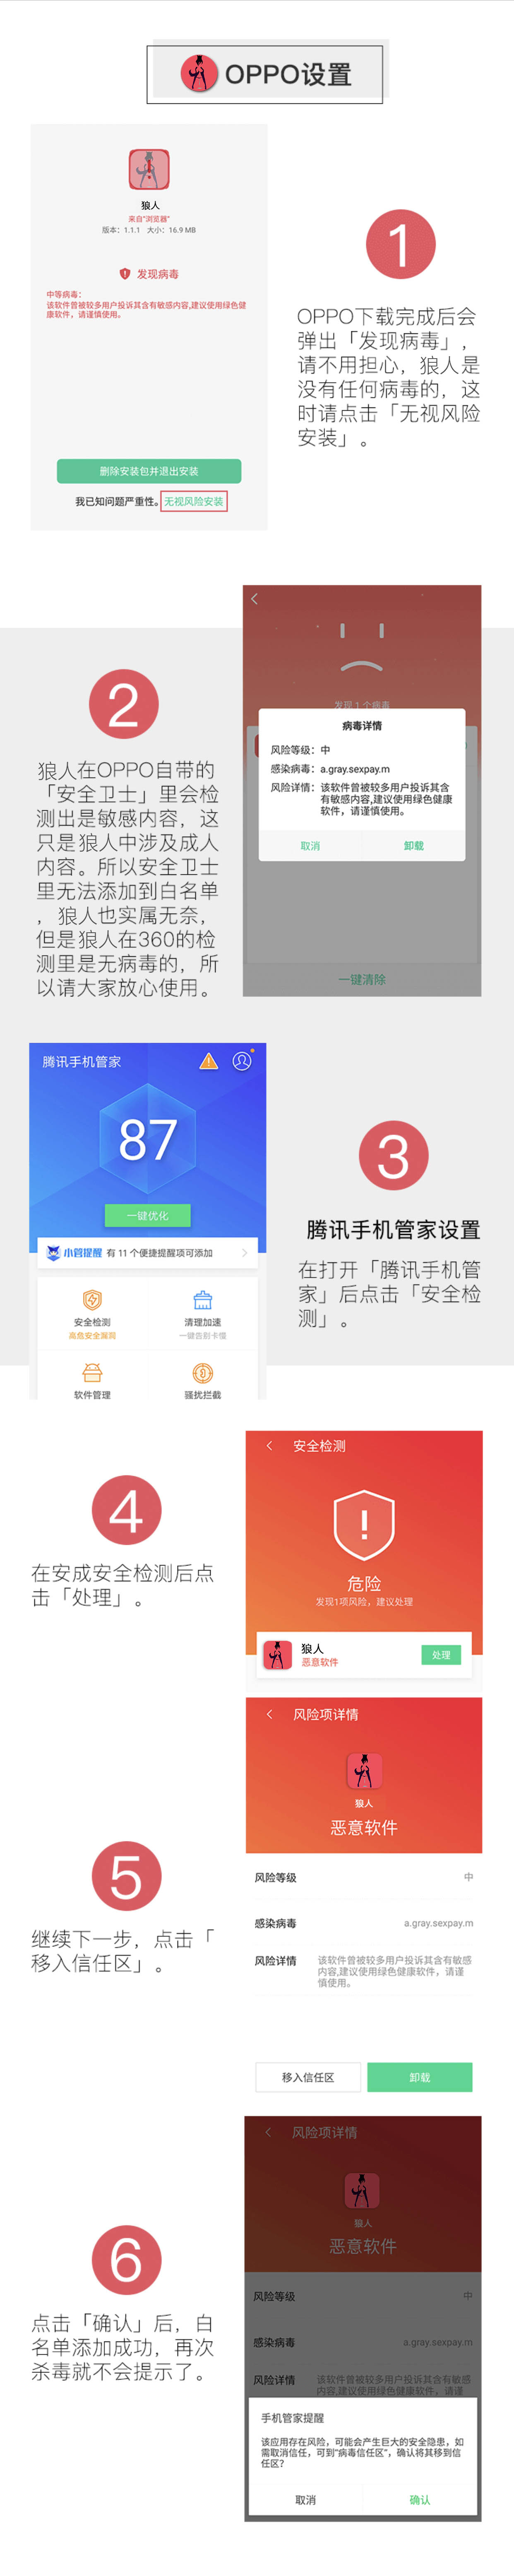 OPPO设置
狼人
来自“浏览器”
版本：1.1.1 大小：16.9 MB
发现病毒
中等病毒：
该软件曾被较多用户投诉其含有敏感内容,建议使用绿色健
康软件，请谨慎使用。
删除安装包并退出安装
我已知问题严重性。无视风险安装
1
OPPO下载完成后会
弹出「发现病毒」，
请不用担心，狼人是
没有任何病毒的，这
时请点击「无视风险
安装」。
2
狼人在OPPO自带的
「安全卫士」里会检
测出是敏感内容，这
只是狼人中涉及成人
内容。所以安全卫士
里无法添加到白名单
，狼人也实属无奈，
但是狼人在360的检
测里是无病毒的，所
以请大家放心使用。
发现 1 个病毒
病毒详情
风险等级：中
感染病毒：a.gray.sexpay.m
风险详情：该软件曾被较多用户投诉其含
有敏感内容,建议使用绿色健康
软件，请谨慎使用。
取消 卸载
一键清除
腾讯手机管家
87
一键优化
小管提醒 有 11 个便捷提醒项可添加
安全检测 清理加速
高危安全漏洞 一键告别卡慢
软件管理 骚扰拦截
3
腾讯手机管家设置
在打开「腾讯手机管
家」后点击「安全检
测」。
4
在安成安全检测后点
击「处理」。
安全检测
危险
发现1项风险，建议处理
狼人
恶意软件
处理
风险项详情
狼人
恶意软件
风险等级 中
感染病毒 a.gray.sexpay.m
风险详情 该软件曾被较多用户投诉其含有敏感
内容,建议使用绿色健康软件，请谨
慎使用。
移入信任区 卸载
5
继续下一步，点击「
移入信任区」。
6
点击「确认」后，白
名单添加成功，再次
杀毒就不会提示了。
风险项详情
狼人
恶意软件
风险等级 中
感染病毒 a.gray.sexpay.m
风险详情 该软件曾被较多用户投诉其含有敏感
内容,建议使用绿色健康软件，请谨
手机管家提醒
该应用存在风险，可能会产生巨大的安全隐患，如
需取消信任，可到“病毒信任区”，确认将其移到信
任区？
取消 确认